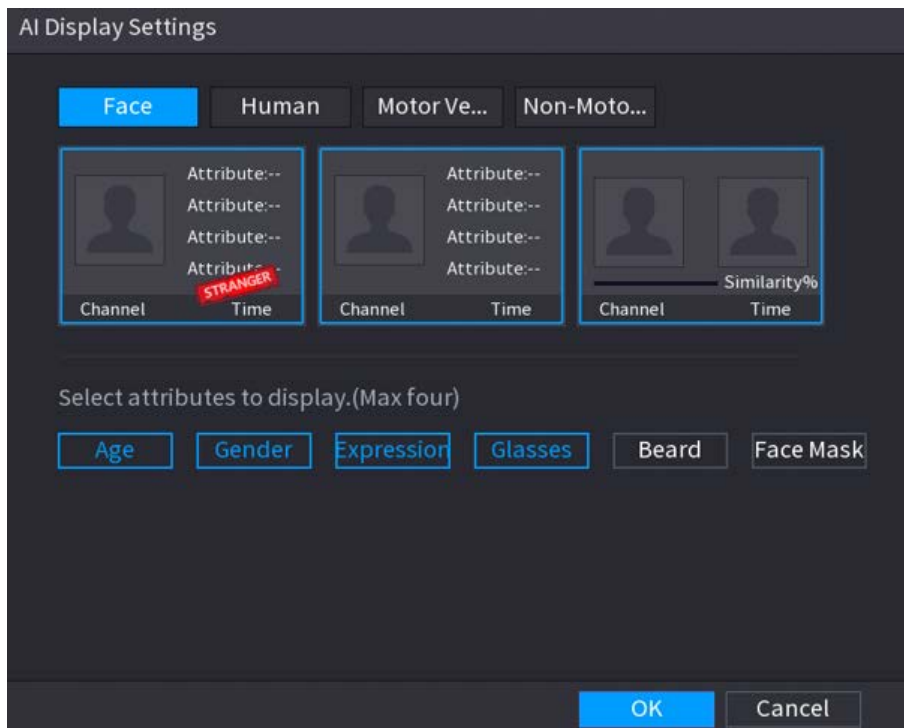 AI Display Settings
Face Human Motor Ve... Non-Moto...
Attribute:-- Attribute:--
Attribute:-- Attribute:--
Attribute:-- Attribute:--
Attribute:-- Attribute:--
STRANGER Similarity%
Channel Time Channel Time Channel Time
Select attributes to display.(Max four)
Age Gender Expression Glasses Beard Face Mask
OK Cancel